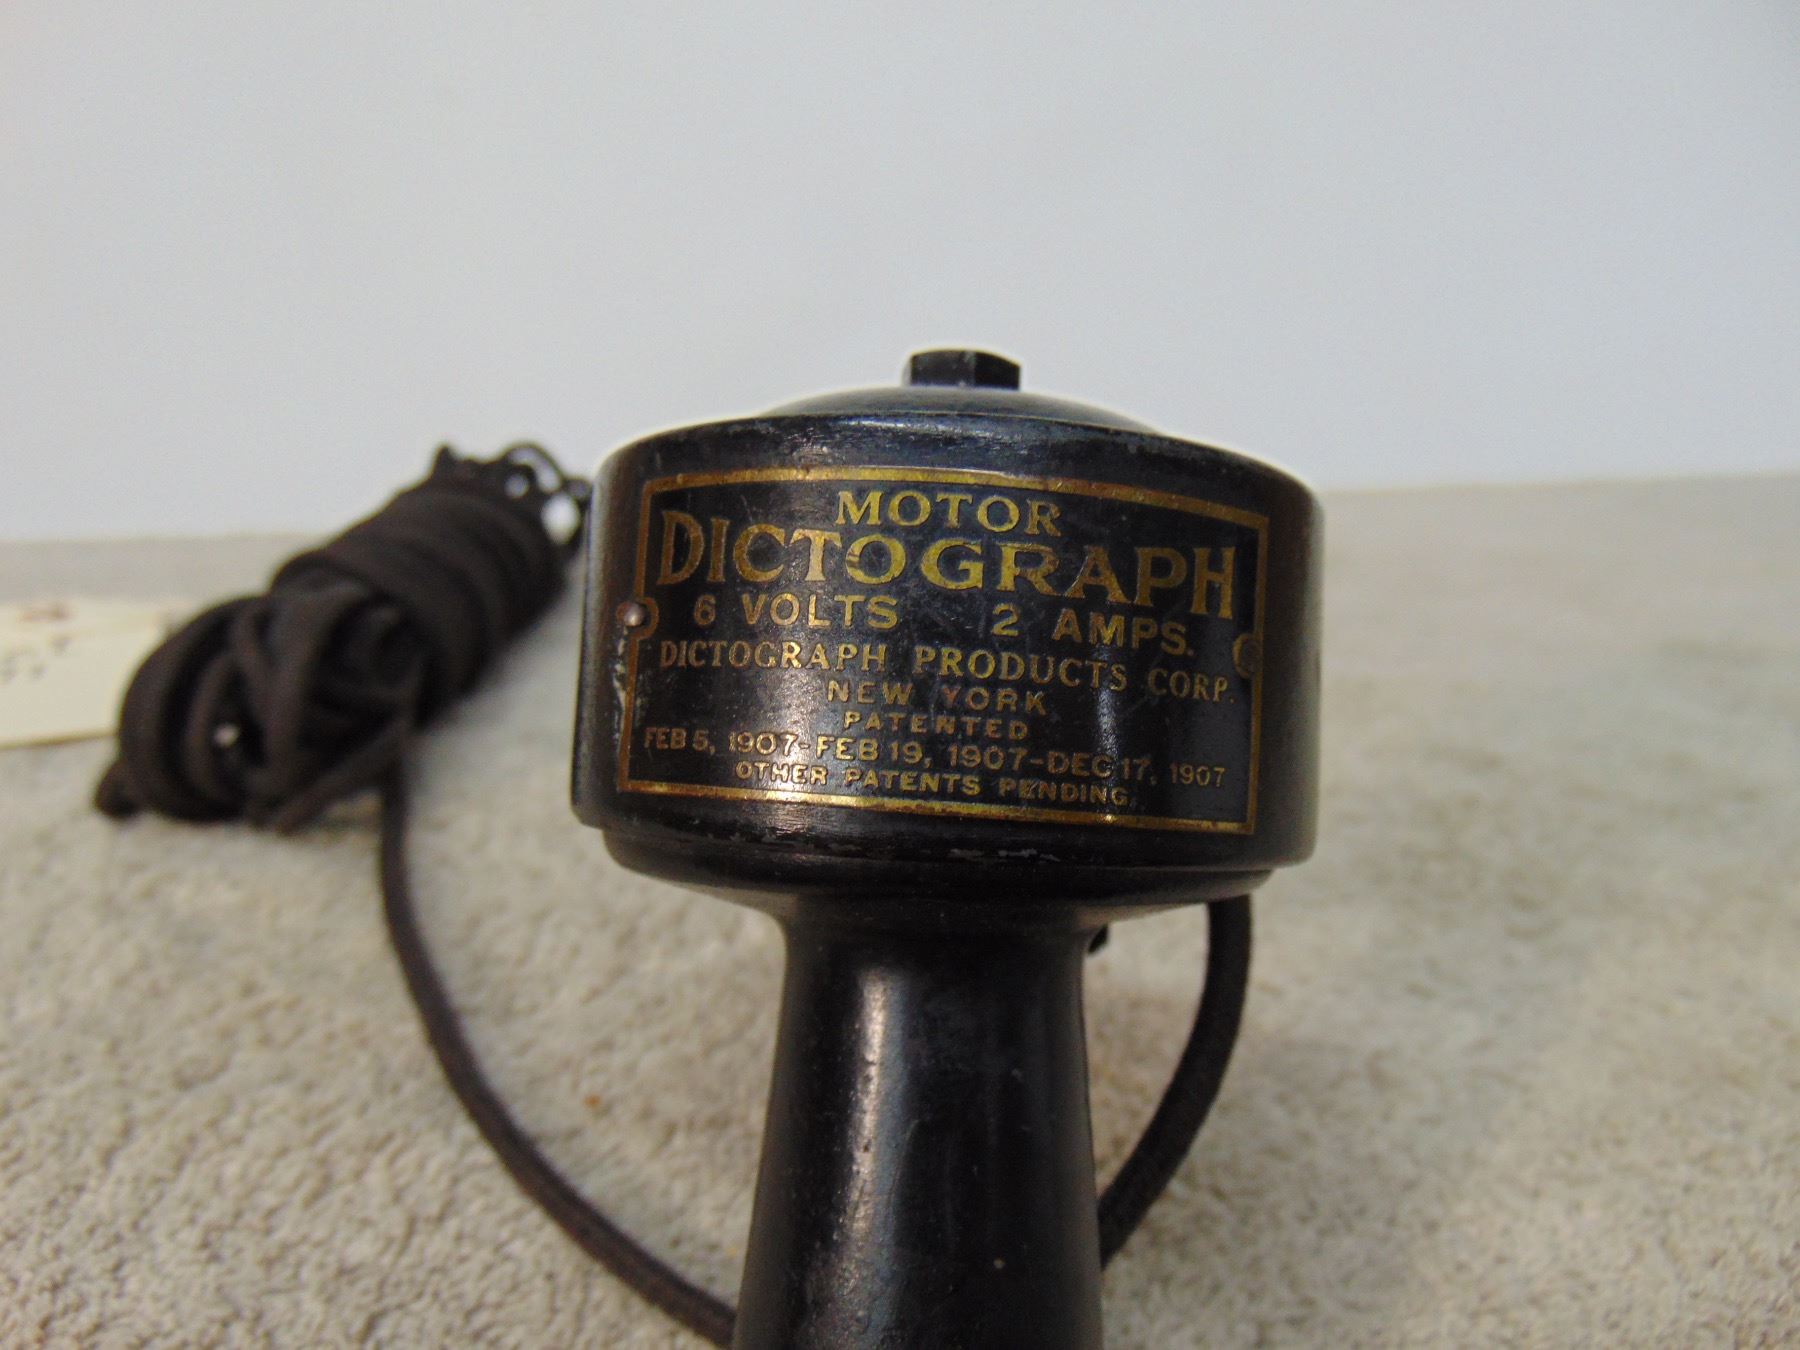 MOTOR
DICTOGRAPH
6 VOLTS 2 AMPS.
DICTOGRAPH PRODUCTS CORP.
NEW YORK
PATENTED
FEB 5, 1907-FEB 19, 1907-DEC 17, 1907
OTHER PATENTS PENDING.